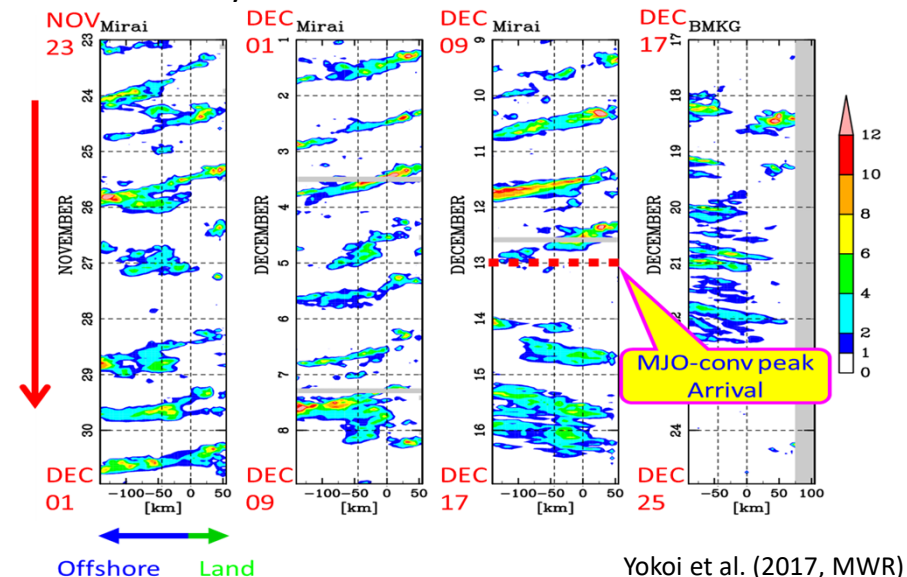 NOV Mirai DEC Mirai DEC Mirai DEC BMKG
23 01 09 17
23
24
25
26
27
28
29
30
NOVEMBER
1
2
3
4
5
6
7
8
DECEMBER
9
10
11
12
13
14
15
16
DECEMBER
17
18
19
20
21
24
DECEMBER
12
10
8
6
4
2
1
0
MJO-conv peak
Arrival
DEC DEC DEC DEC
01 09 17 25
−100 −50 0 50 −100 −50 0 50 −100 −50 0 50 −50 0 50 100
[km] [km] [km] [km]
Offshore Land
Yokoi et al. (2017, MWR)